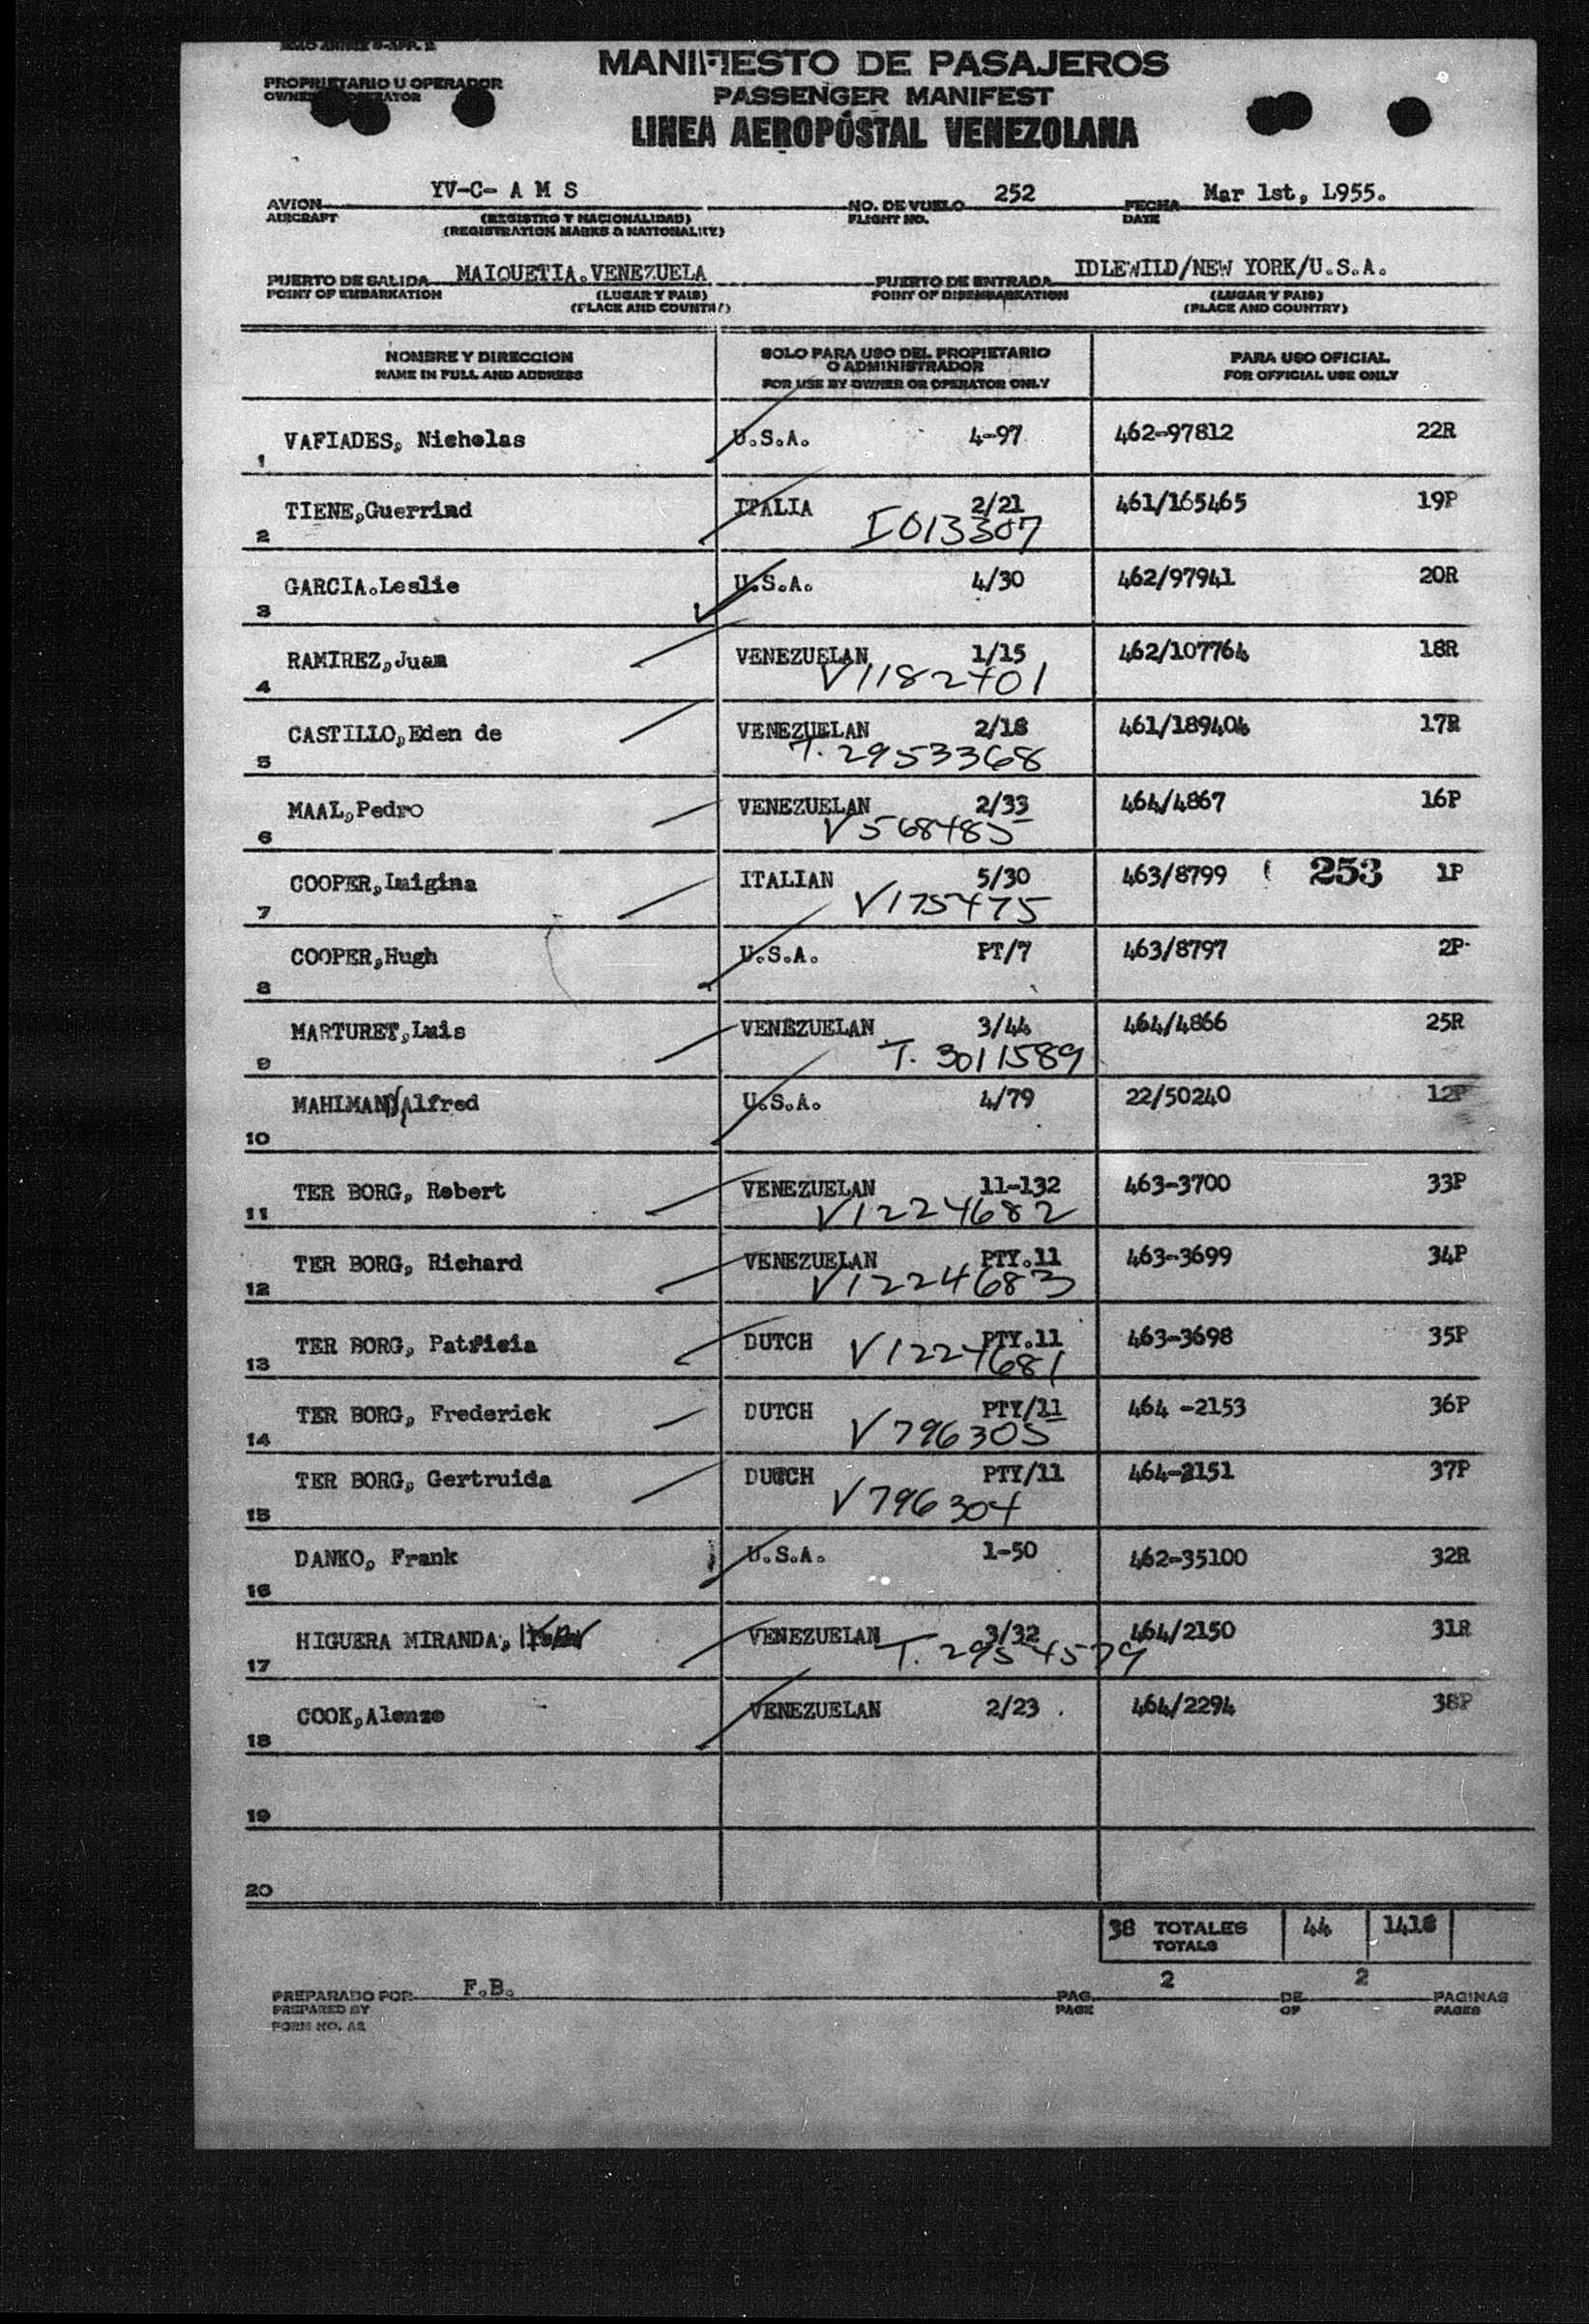 MANIFIESTO DE PASAJEROS
PROPRIETARIO U OPERADOR
PASSENGER MANIFEST
LINEA AEROPÓSTAL VENEZOLANA
AVION YV-C- A M S NO. DE VUELO 252 FECHA Mar 1st, L955.
AIRCRAFT (REGISTRO Y NACIONALIDAD) FLIGHT NO. DATE
(REGISTRATION MARKS & NATIONALITY)
PUERTO DE SALIDA MAIQUETIA.VENEZUELA PUERTO DE ENTRADA IDLEWILD/NEW YORK/U.S.A.
POINT OF EMBARKATION (LUGAR Y PAIS) POINT OF DISEMBARKATION (LUGAR Y PAIS)
(PLACE AND COUNTRY) (PLACE AND COUNTRY)
NOMBRE Y DIRECCION SOLO PARA USO DEL PROPIETARIO O ADMINISTRADOR PARA USO OFICIAL
NAME IN FULL AND ADDRESS FOR USE BY OWNER OR OPERATOR ONLY FOR OFFICIAL USE ONLY
1 VAFIADES, Nicholas U.S.A. 4-97 462-97812 22R
2 TIENE,Guerrind ITALIA 2/21 461/165465 19P
I013307
3 GARCIA.Leslie U.S.A. 4/30 462/97941 20R
4 RAMIREZ,Juan VENEZUELAN 1/15 462/107764 18R
V1182401
5 CASTILLO,Eden de VENEZUELAN 2/18 461/189404 17R
T. 2953368
6 MAAL,Pedro VENEZUELAN 2/33 464/4867 16P
V568485
7 COOPER,Luigina ITALIAN 5/30 463/8799 253 1P
V175475
8 COOPER,Hugh U.S.A. PT/7 463/8797 2P
9 MARTURET,Luis VENEZUELAN 3/44 464/4866 25R
T. 3011589
10 MAHLMAN Alfred U.S.A. 4/79 22/50240 12P
11 TER BORG, Robert VENEZUELAN 11-132 463-3700 33P
V1224682
12 TER BORG, Richard VENEZUELAN PTY.11 463-3699 34P
V1224683
13 TER BORG, Patricia DUTCH PTY.11 463-3698 35P
V1224681
14 TER BORG, Frederick DUTCH PTY/11 464 -2153 36P
V796305
15 TER BORG, Gertruida DUTCH PTY/11 464-2151 37P
V796304
16 DANKO, Frank U.S.A. 1-50 462-35100 32R
17 HIGUERA MIRANDA, VENEZUELAN 3/32 464/2150 31R
T. 2954579
18 COOK,Alonzo VENEZUELAN 2/23 464/2294 38P
19
20
38 TOTALES 44 1418
TOTALS
PREPARADO POR F.B. PAG. 2 DE 2 PAGINAS
PREPARED BY PAGE OF PAGES
FORM NO. A2